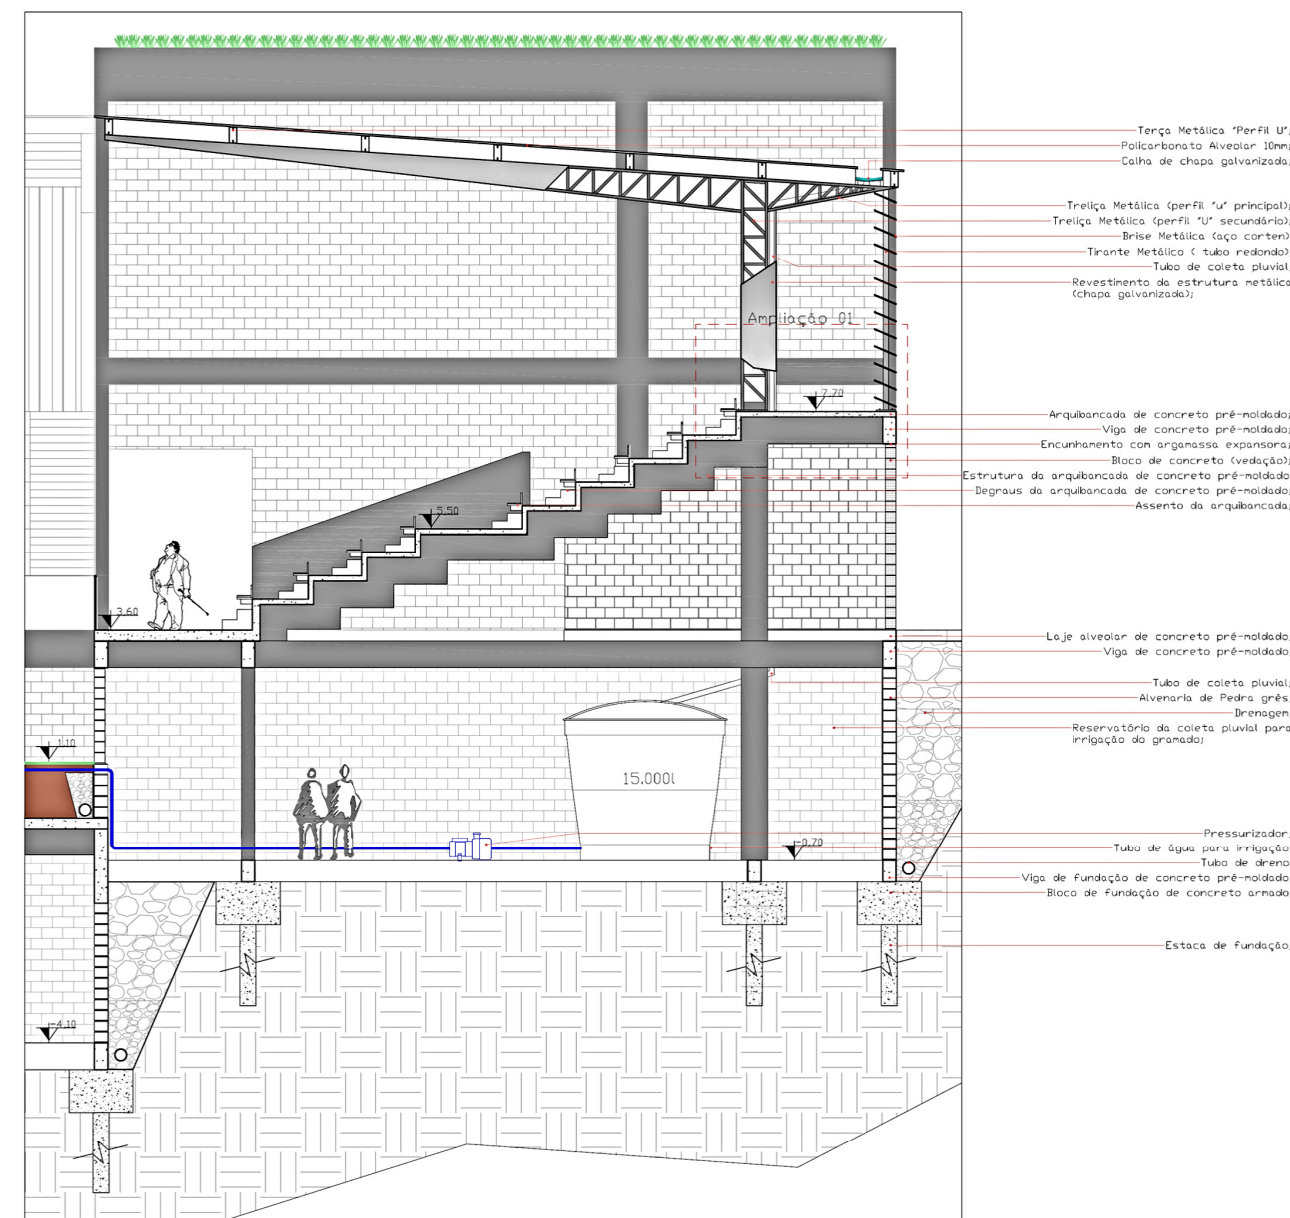 Terça Metálica "Perfil U";
Policarbonato Alveolar 10mm;
Calha de chapa galvanizada;
Treliça Metálica (perfil "u" principal);
Treliça Metálica (perfil "U" secundário);
Brise Metálica (aço corten)
Tirante Metálico ( tubo redondo)
Tubo de coleta pluvial;
Revestimento da estrutura metálica
(chapa galvanizada);
Ampliação 01
7.70
Arquibancada de concreto pré-moldado;
Viga de concreto pré-moldado;
Encunhamento com argamassa expansora;
Bloco de concreto (vedação);
Estrutura da arquibancada de concreto pré-moldado
Degraus da arquibancada de concreto pré-moldado;
Assento da arquibancada;
5.50
3.60
Laje alveolar de concreto pré-moldado;
Viga de concreto pré-moldado;
Tubo de coleta pluvial;
Alvenaria de Pedra grês;
Drenagem;
Reservatório da coleta pluvial para
irrigação do gramado;
1.10
15.000l
-0.70
Pressurizador;
Tubo de água para irrigação
Tubo de dreno
Viga de fundação de concreto pré-moldado
Bloco de fundação de concreto armado
Estaca de fundação;
-4.10